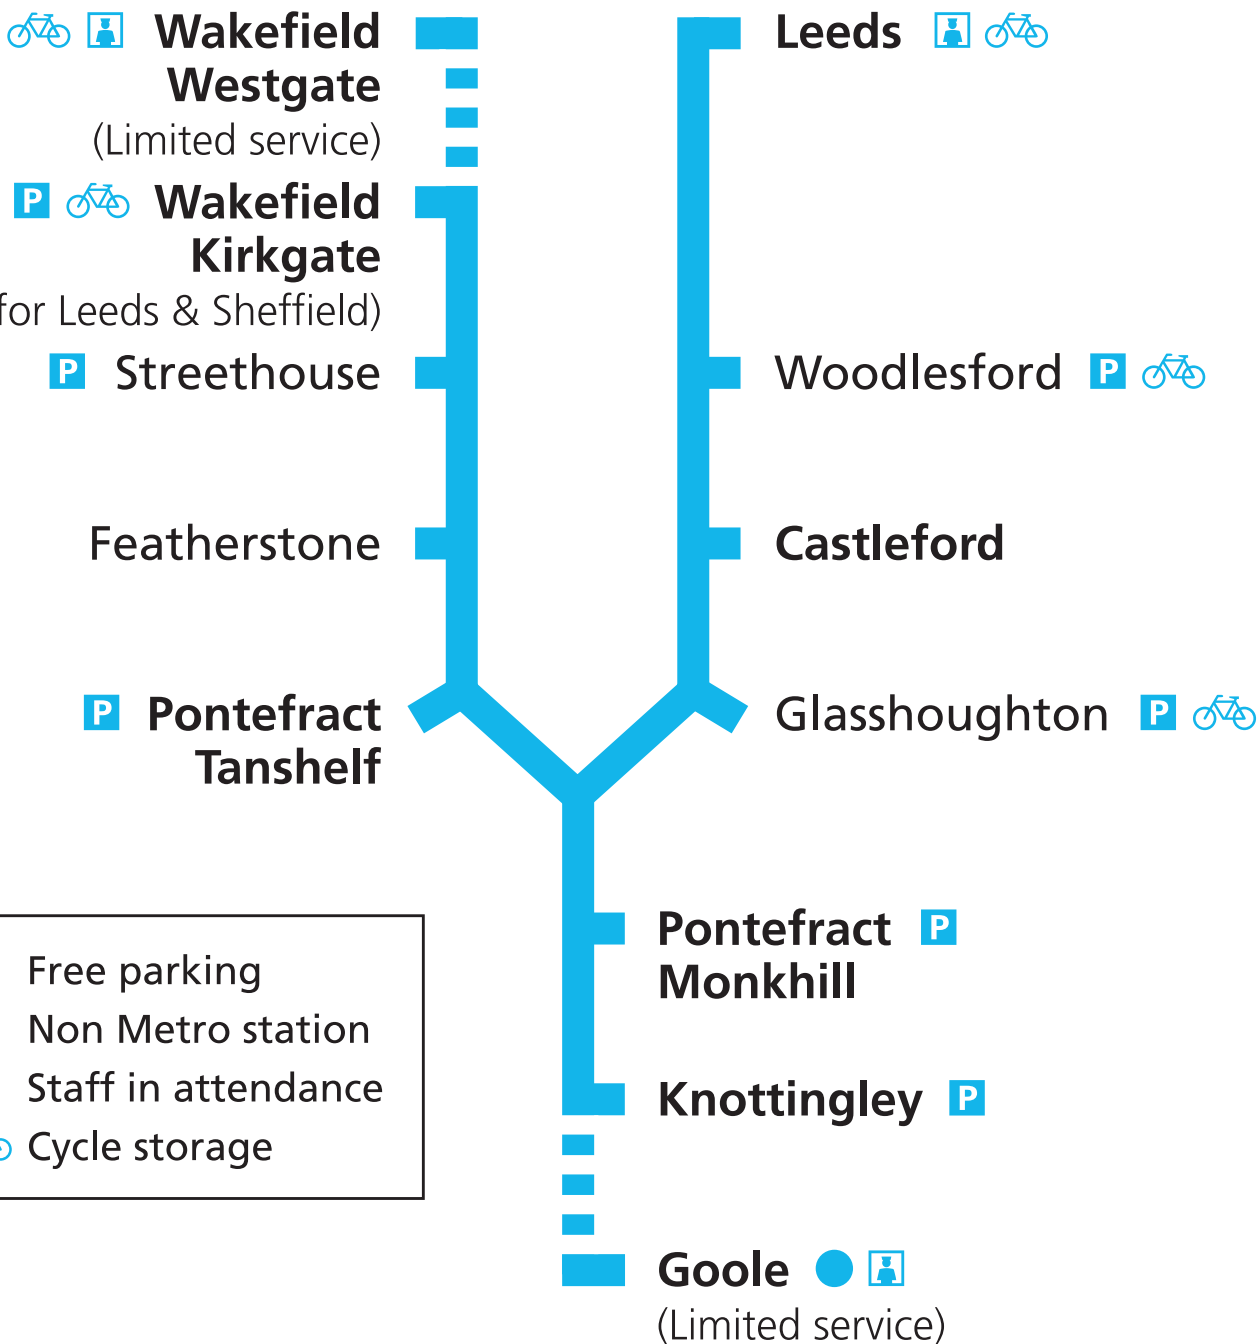 Wakefield
Westgate
(Limited service)
P Wakefield
Kirkgate
for Leeds & Sheffield)
P Streethouse
Featherstone
P Pontefract
Tanshelf
Leeds
Woodlesford P
Castleford
Glasshoughton P
Pontefract P
Monkhill
Knottingley P
Goole
(Limited service)
Free parking
Non Metro station
Staff in attendance
Cycle storage